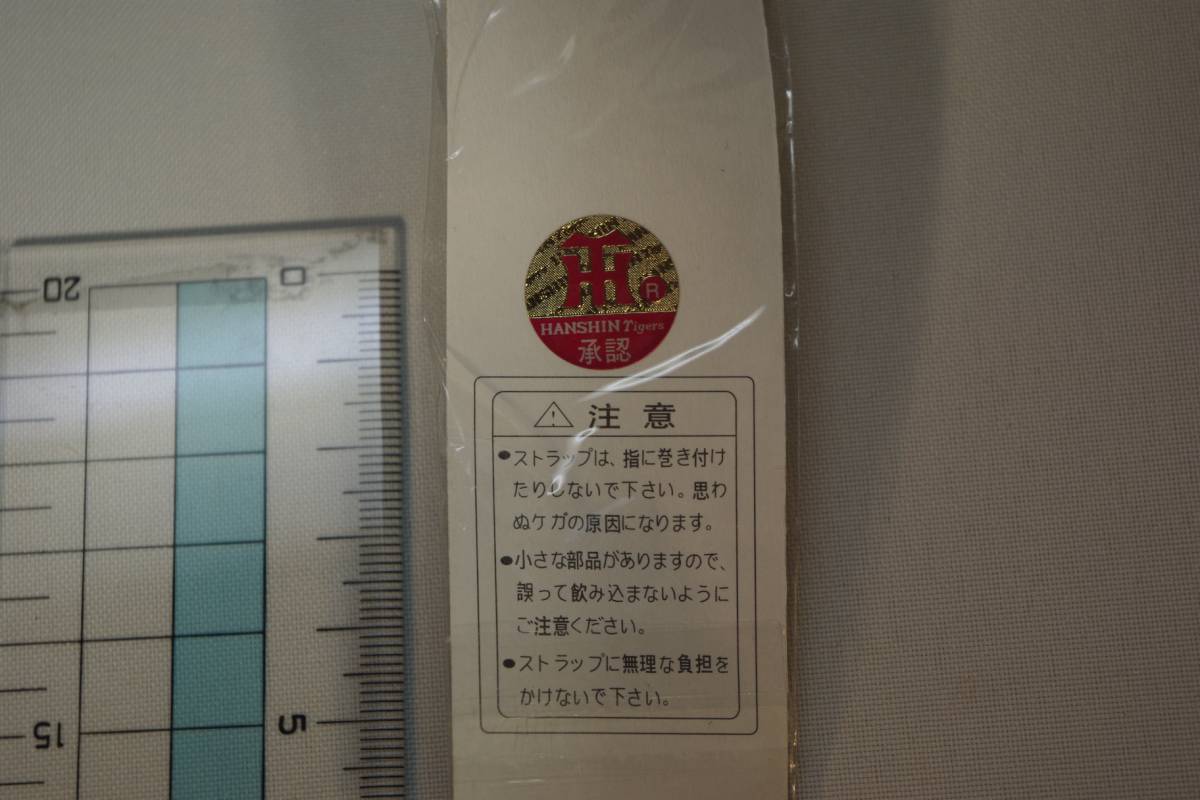 TH
R
HANSHIN Tigers
承認
注意
●ストラップは、指に巻き付け
たりしないで下さい。思わ
ぬケガの原因になります。
●小さな部品がありますので、
誤って飲み込まないように
ご注意ください。
●ストラップに無理な負担を
かけないで下さい。
20
0
15
5